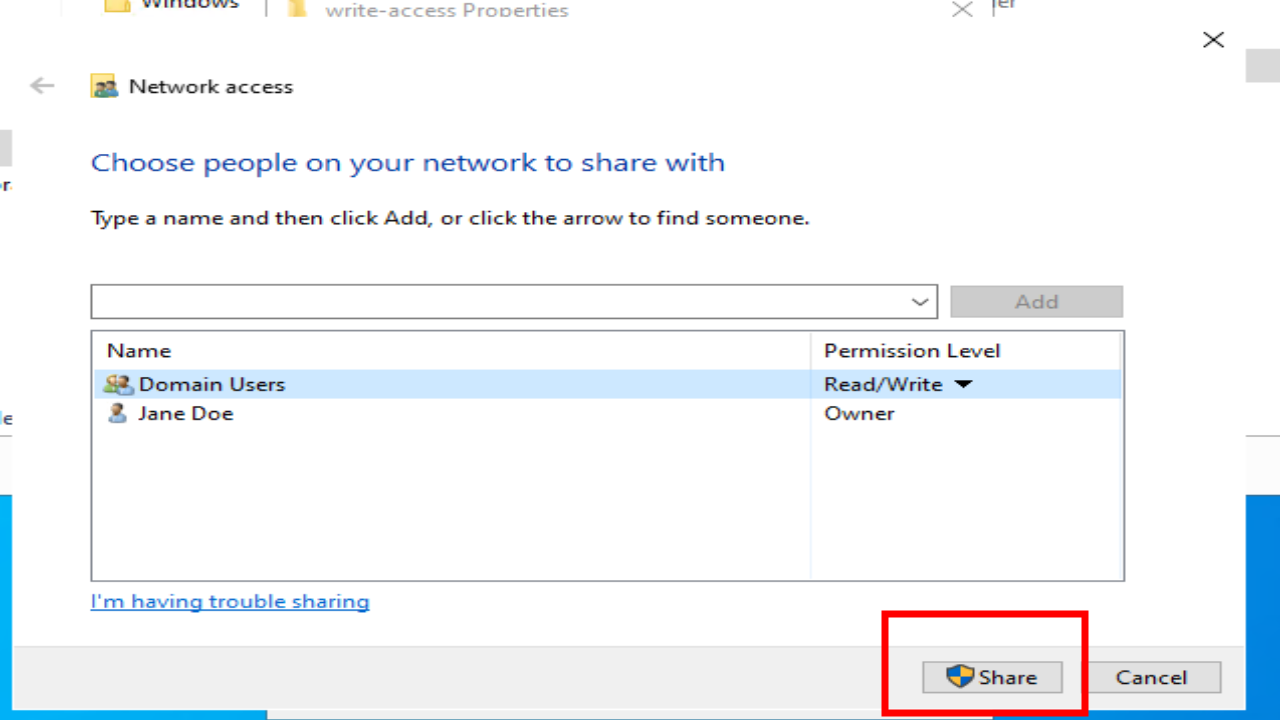 Windows
write-access Properties
Network access
Choose people on your network to share with
Type a name and then click Add, or click the arrow to find someone.
Add
Name Permission Level
Domain Users Read/Write
Jane Doe Owner
I'm having trouble sharing
Share Cancel